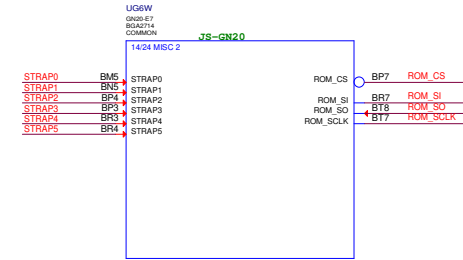 UG6W
GN20-E7
BGA2714
COMMON
JS-GN20
14/24 MISC 2
STRAP0 BM5 STRAP0 ROM_CS BP7 ROM_CS
STRAP1 BN5 STRAP1
STRAP2 BP4 STRAP2 ROM_SI BR7 ROM_SI
STRAP3 BP3 STRAP3 ROM_SO BT8 ROM_SO
STRAP4 BR3 STRAP4 ROM_SCLK BT7 ROM_SCLK
STRAP5 BR4 STRAP5